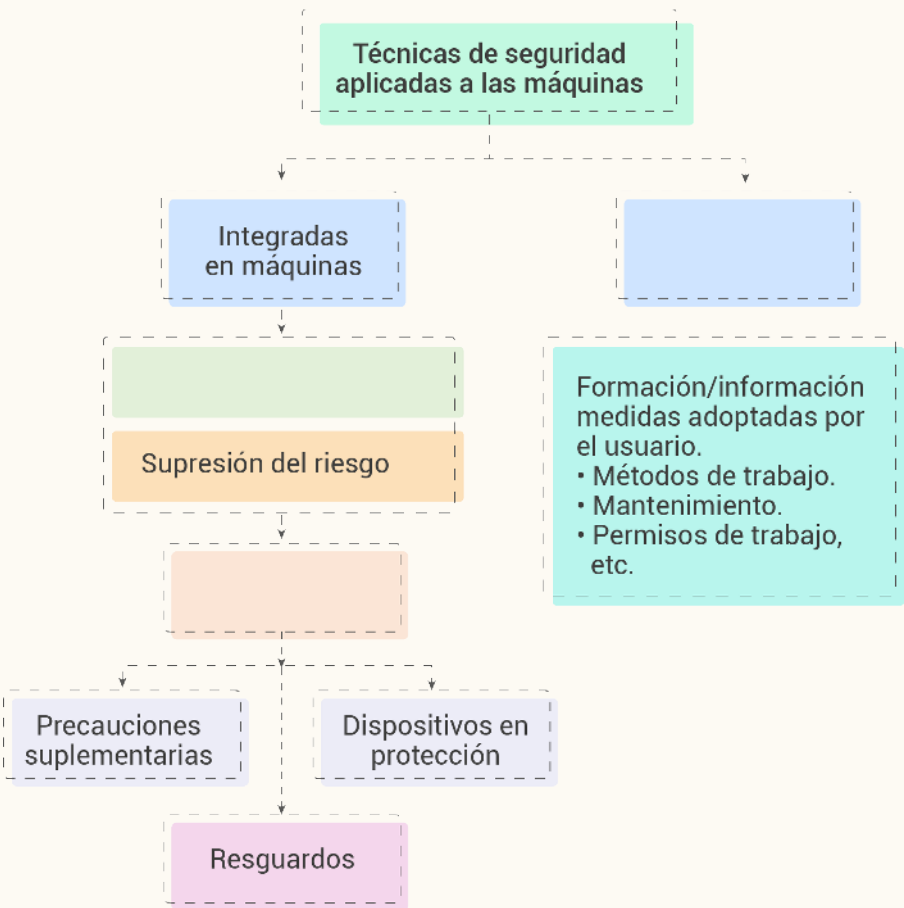 Técnicas de seguridad
aplicadas a las máquinas
Integradas
en máquinas
Supresión del riesgo
Formación/información
medidas adoptadas por
el usuario.
• Métodos de trabajo.
• Mantenimiento.
• Permisos de trabajo,
etc.
Precauciones
suplementarias
Dispositivos en
protección
Resguardos